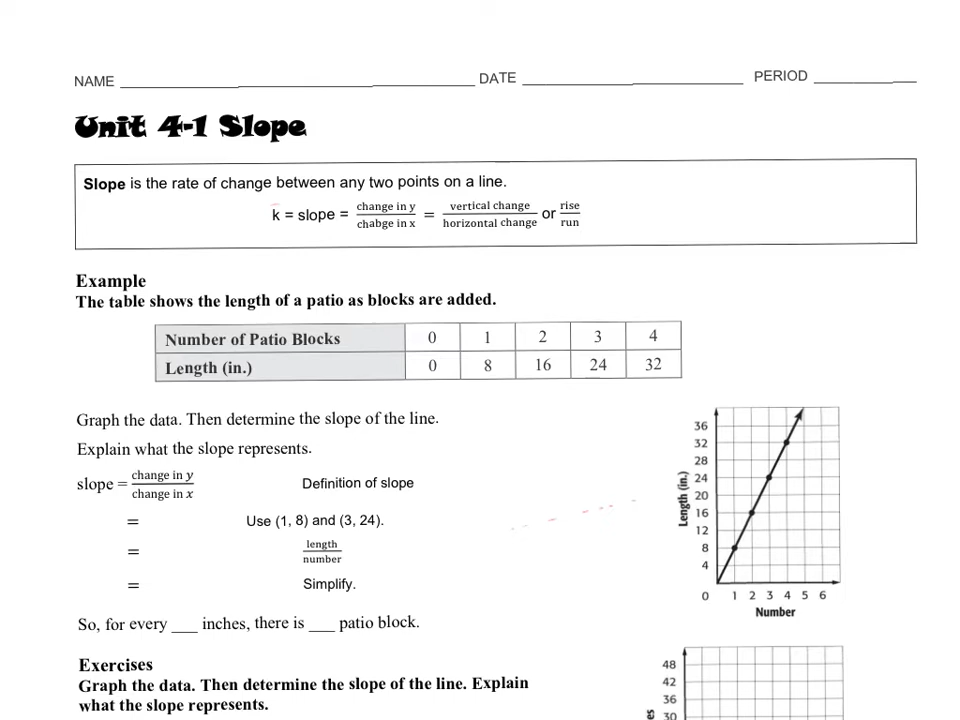 NAME DATE PERIOD
Unit 4-1 Slope
Slope is the rate of change between any two points on a line.
k = slope = change in y / chabge in x = vertical change / horizontal change or rise / run
Example
The table shows the length of a patio as blocks are added.
Number of Patio Blocks 0 1 2 3 4
Length (in.) 0 8 16 24 32
Graph the data. Then determine the slope of the line.
Explain what the slope represents.
slope = change in y / change in x Definition of slope
= Use (1, 8) and (3, 24).
= length / number
= Simplify.
So, for every ___ inches, there is ___ patio block.
36
32
28
24
20
16
12
8
4
0 1 2 3 4 5 6
Length (in.)
Number
Exercises
Graph the data. Then determine the slope of the line. Explain
what the slope represents.
48
42
36
30